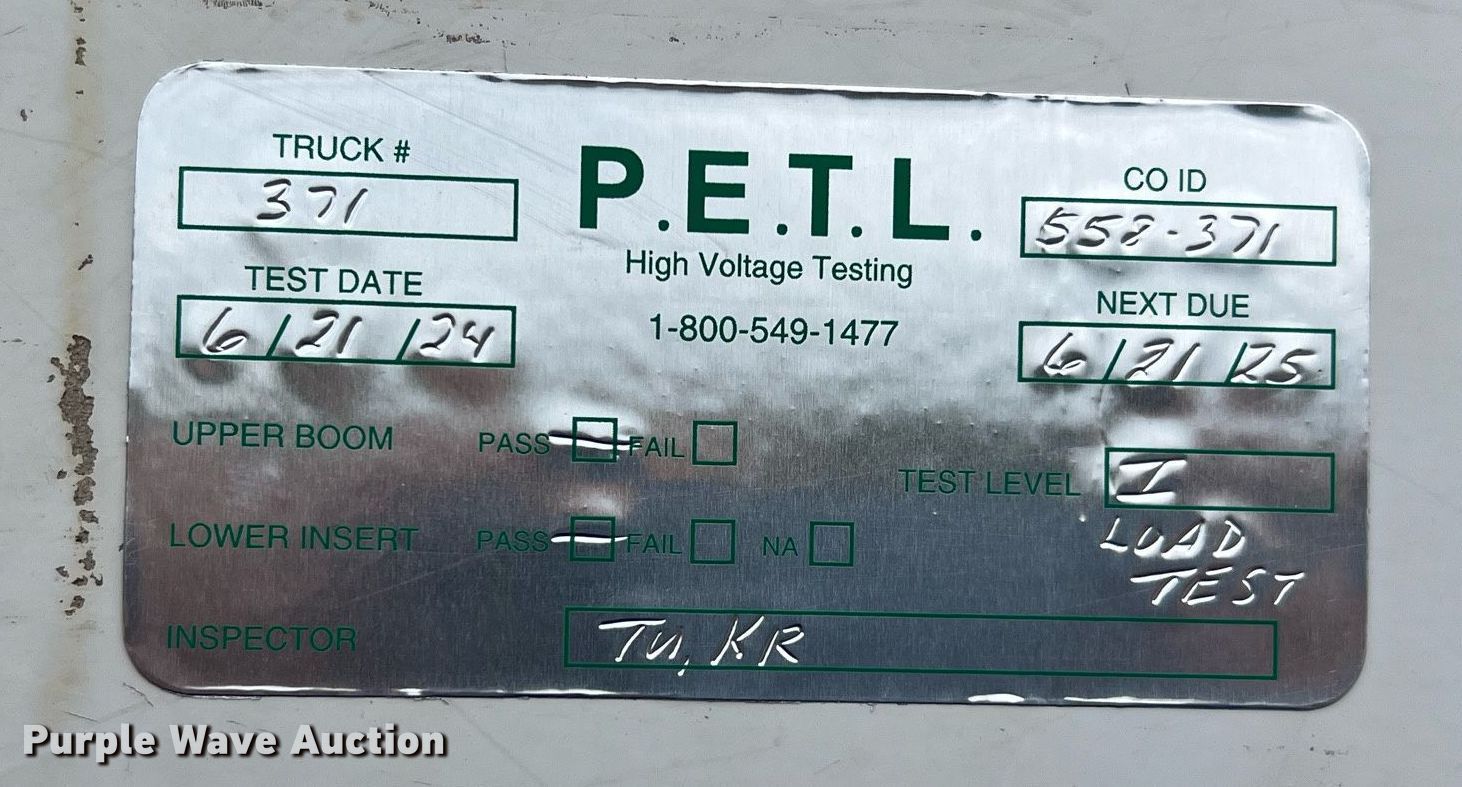 TRUCK #
371
P.E.T.L.
CO ID
558-371
High Voltage Testing
TEST DATE
6/21/24
1-800-549-1477
NEXT DUE
6/21/25
UPPER BOOM PASS FAIL
TEST LEVEL I
LOWER INSERT PASS FAIL NA
LOAD
TEST
INSPECTOR KR
Purple Wave Auction